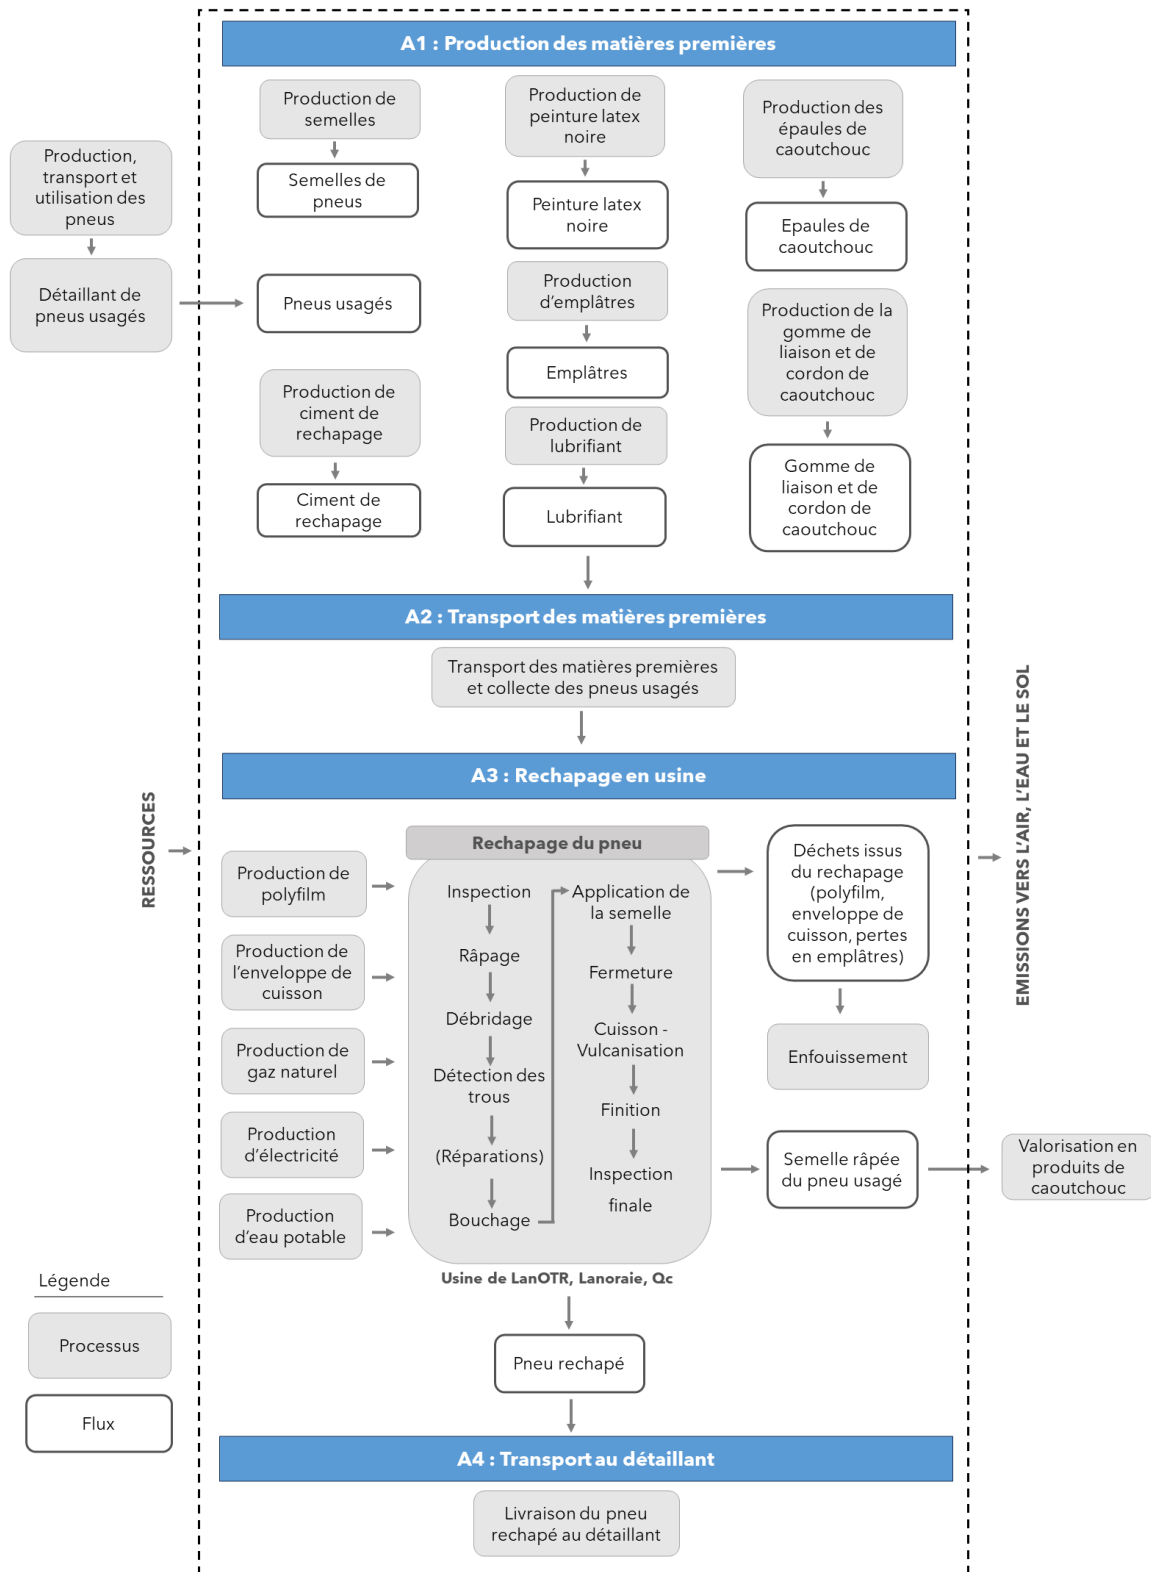 A1 : Production des matières premières
Production de
semelles
Semelles de
pneus
Production de
peinture latex
noire
Peinture latex
noire
Production des
épaules de
caoutchouc
Epaules de
caoutchouc
Production,
transport et
utilisation des
pneus
Détaillant de
pneus usagés
Pneus usagés
Production
d'emplâtres
Emplâtres
Production de la
gomme de
liaison et de
cordon de
caoutchouc
Gomme de
liaison et de
cordon de
caoutchouc
Production de
ciment de
rechapage
Ciment de
rechapage
Production de
lubrifiant
Lubrifiant
A2 : Transport des matières premières
Transport des matières premières
et collecte des pneus usagés
A3 : Rechapage en usine
RESSOURCES
EMISSIONS VERS L'AIR, L'EAU ET LE SOL
Production de
polyfilm
Production de
l'enveloppe de
cuisson
Production de
gaz naturel
Production
d'électricité
Production
d'eau potable
Rechapage du pneu
Inspection
Râpage
Débridage
Détection des
trous
(Réparations)
Bouchage
Application de
la semelle
Fermeture
Cuisson -
Vulcanisation
Finition
Inspection
finale
Usine de LanOTR, Lanoraie, Qc
Déchets issus
du rechapage
(polyfilm,
enveloppe de
cuisson, pertes
en emplâtres)
Enfouissement
Semelle râpée
du pneu usagé
Valorisation en
produits de
caoutchouc
Pneu rechapé
A4 : Transport au détaillant
Livraison du pneu
rechapé au détaillant
Légende
Processus
Flux